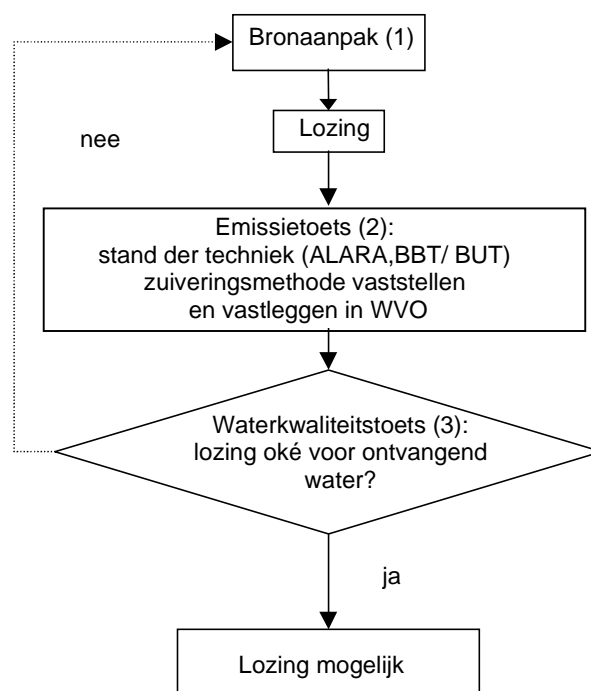 Bronaanpak (1)
Lozing
nee
Emissietoets (2):
stand der techniek (ALARA,BBT/ BUT)
zuiveringsmethode vaststellen
en vastleggen in WVO
Waterkwaliteitstoets (3):
lozing oké voor ontvangend
water?
ja
Lozing mogelijk